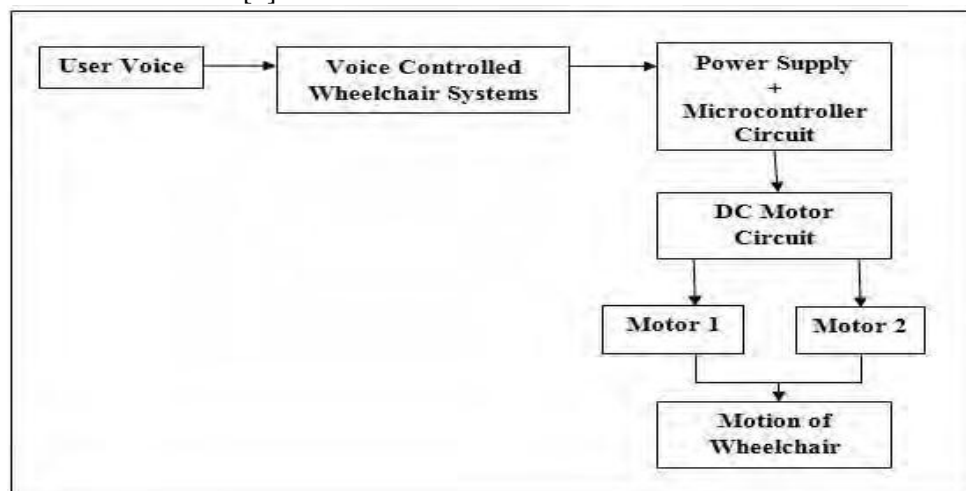 User Voice
Voice Controlled
Wheelchair Systems
Power Supply
+
Microcontroller
Circuit
DC Motor
Circuit
Motor 1
Motor 2
Motion of
Wheelchair